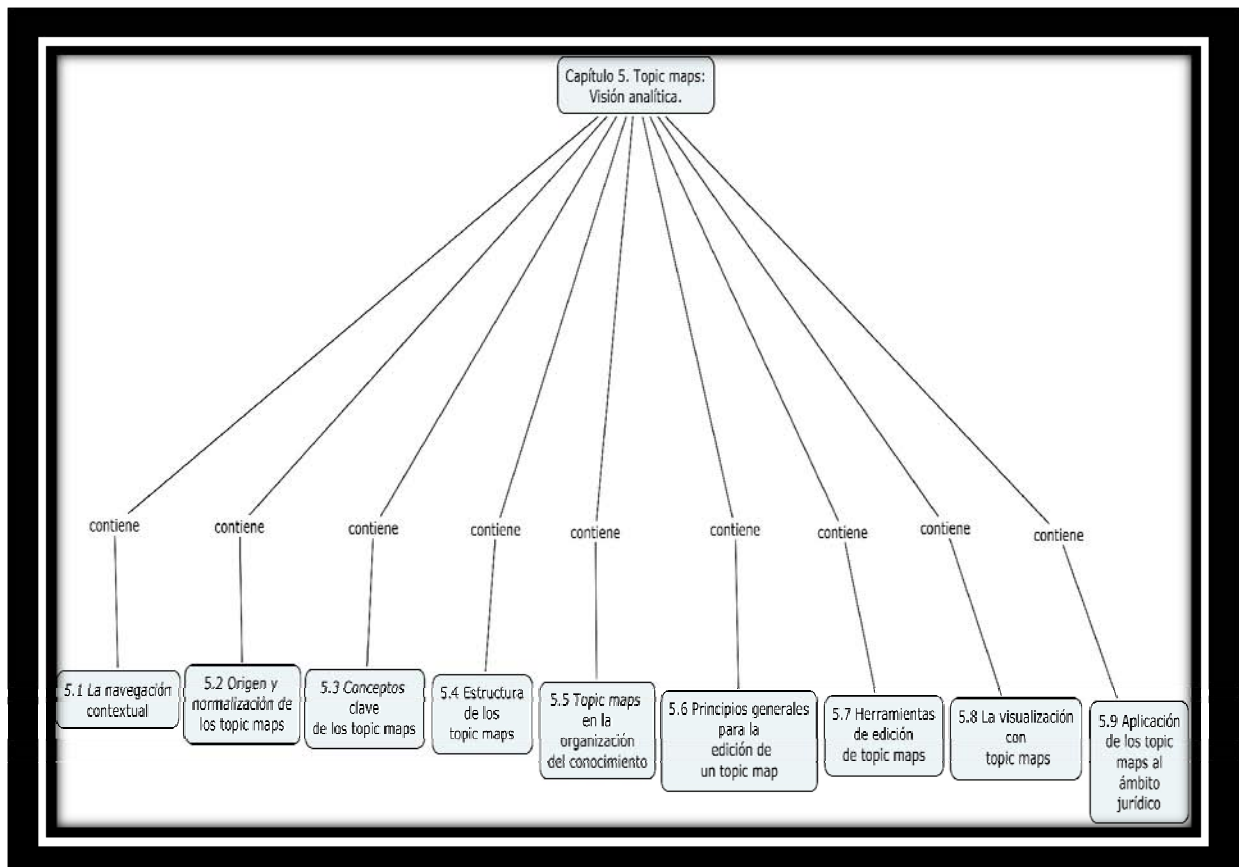 Capítulo 5. Topic maps:
Visión analítica.
contiene
contiene
contiene
contiene
contiene
contiene
contiene
contiene
contiene
5.1 La navegación
contextual
5.2 Origen y
normalización de
los topic maps
5.3 Conceptos
clave
de los topic maps
5.4 Estructura
de los
topic maps
5.5 Topic maps
en la
organización
del conocimiento
5.6 Principios generales
para la
edición de
un topic map
5.7 Herramientas
de edición
de topic maps
5.8 La visualización
con
topic maps
5.9 Aplicación
de los topic
maps al
ámbito
jurídico